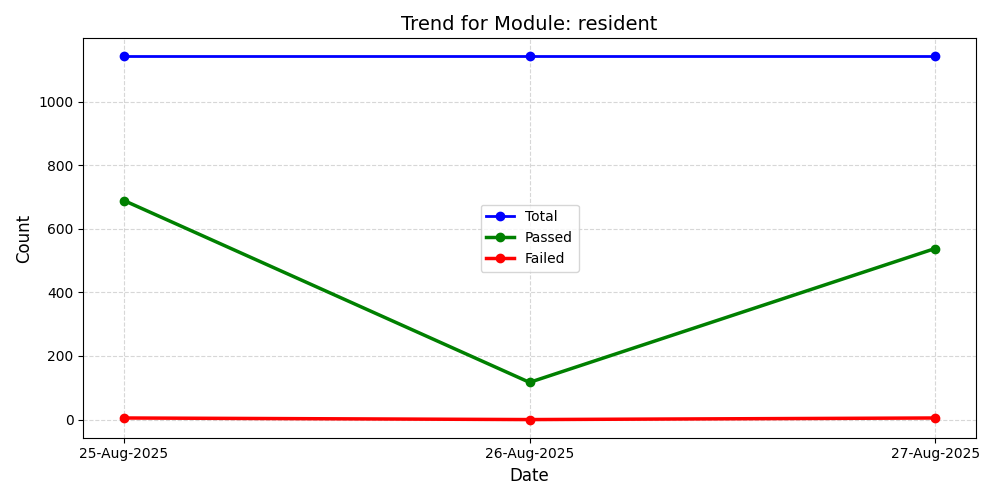 Trend for Module: resident
Count
1000
800
600
400
200
0
Total
Passed
Failed
25-Aug-2025
26-Aug-2025
27-Aug-2025
Date